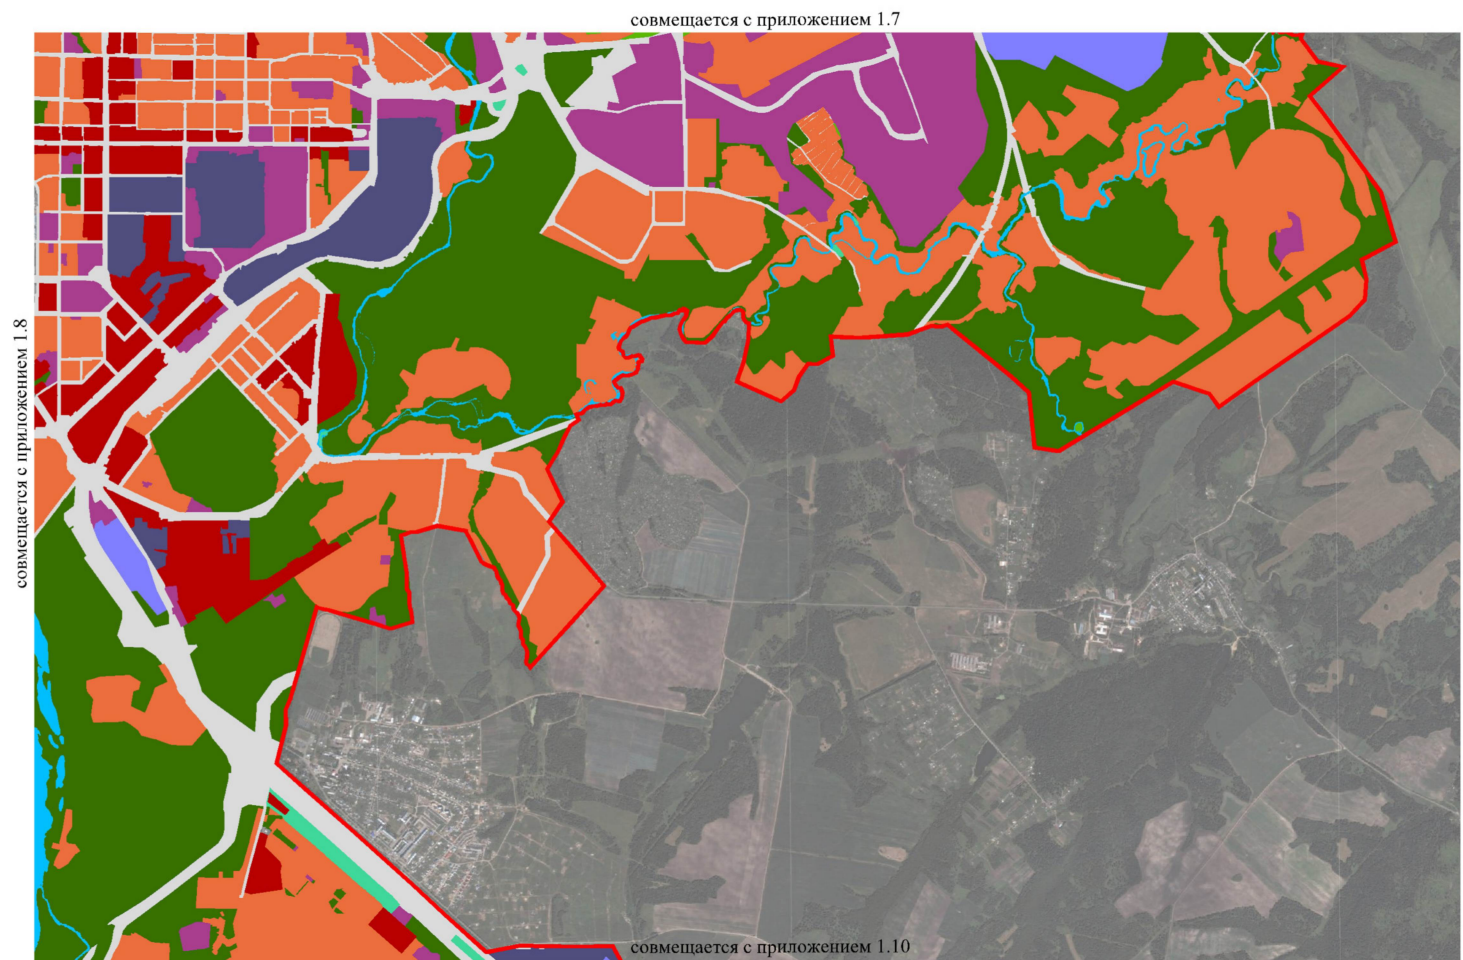 совмещается с приложением 1.7
совмещается с приложением 1.8
совмещается с приложением 1.10